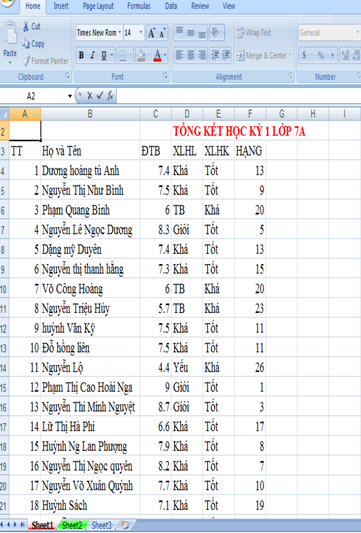 Home Insert Page Layout Formulas Data Review View
Cut
Copy
Format Painter
Paste
Clipboard
Times New Rom 14 A A
B I U A
Font
Alignment
Wrap Text
Merge & Center
General
$ % ,
Number
A2 fx
A B C D E F G H I
2 TỔNG KẾT HỌC KỲ 1 LỚP 7A
3 TT Họ và Tên ĐTB XLHL XLHK HẠNG
4 1 Dương hoàng tú Anh 7.4 Khá Tốt 13
5 2 Nguyễn Thị Như Bình 7.5 Khá Tốt 9
6 3 Phạm Quang Bình 6 TB Khá 20
7 4 Nguyễn Lê Ngọc Dương 8.3 Giỏi Tốt 5
8 5 Dặng mỹ Duyên 7.4 Khá Tốt 13
9 6 Nguyễn thị thanh hằng 7.3 Khá Tốt 15
10 7 Võ Công Hoàng 6 TB Khá 20
11 8 Nguyễn Triệu Hủy 5.7 TB Khá 23
12 9 huỳnh Văn Kỳ 7.5 Khá Tốt 11
13 10 Đỗ hồng liên 7.5 Khá Tốt 11
14 11 Nguyễn Lộ 4.4 Yếu Khá 26
15 12 Phạm Thị Cao Hoài Nga 9 Giỏi Tốt 1
16 13 Nguyễn Thi Minh Nguyệt 8.7 Giỏi Tốt 3
17 14 Lữ Thị Hà Phi 6.6 Khá Tốt 17
18 15 Huỳnh Ng Lan Phượng 7.9 Khá Tốt 8
19 16 Nguyễn Thị Ngọc quyên 8.2 Khá Tốt 7
20 17 Nguyễn Võ Xuân Quỳnh 7.7 Khá Tốt 10
21 18 Huỳnh Sách 7.1 Khá Tốt 19
Sheet1 Sheet2 Sheet3